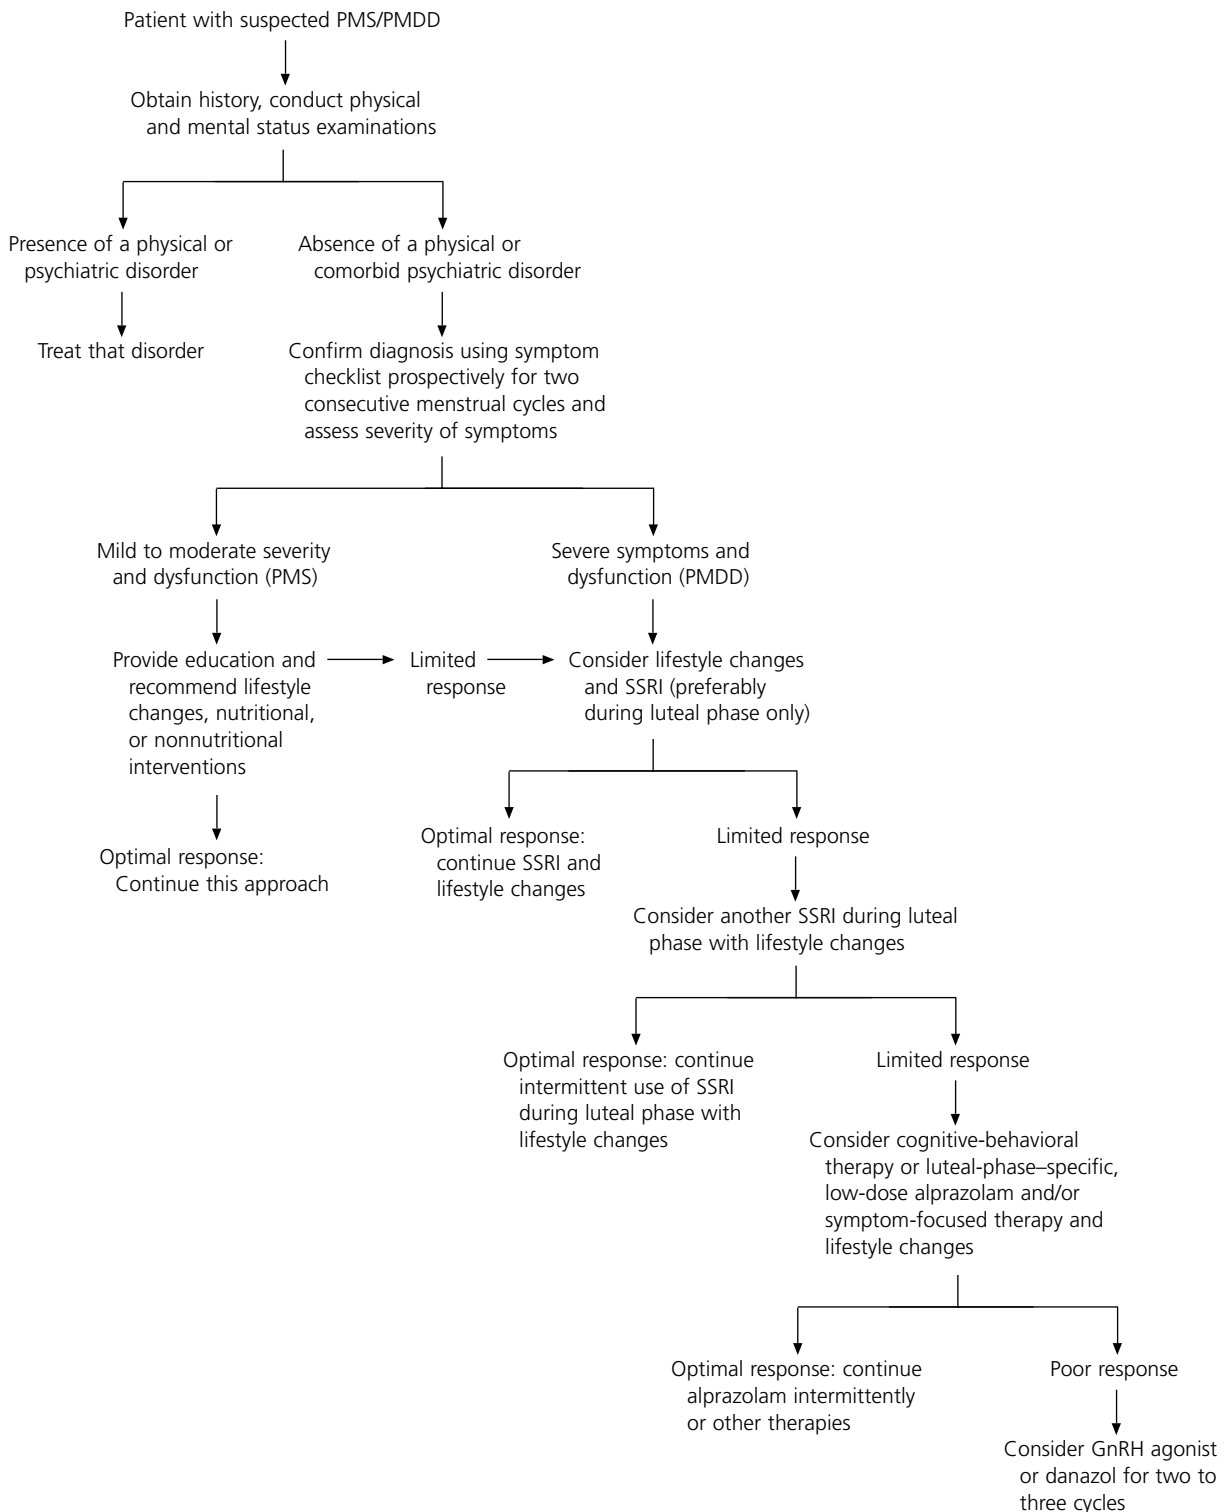 Patient with suspected PMS/PMDD
Obtain history, conduct physical
and mental status examinations
Presence of a physical or
psychiatric disorder
Absence of a physical or
comorbid psychiatric disorder
Treat that disorder
Confirm diagnosis using symptom
checklist prospectively for two
consecutive menstrual cycles and
assess severity of symptoms
Mild to moderate severity
and dysfunction (PMS)
Severe symptoms and
dysfunction (PMDD)
Provide education and
recommend lifestyle
changes, nutritional,
or nonnutritional
interventions
Limited
response
Consider lifestyle changes
and SSRI (preferably
during luteal phase only)
Optimal response:
Continue this approach
Optimal response:
continue SSRI and
lifestyle changes
Limited response
Consider another SSRI during luteal
phase with lifestyle changes
Optimal response: continue
intermittent use of SSRI
during luteal phase with
lifestyle changes
Limited response
Consider cognitive-behavioral
therapy or luteal-phase–specific,
low-dose alprazolam and/or
symptom-focused therapy and
lifestyle changes
Optimal response: continue
alprazolam intermittently
or other therapies
Poor response
Consider GnRH agonist
or danazol for two to
three cycles